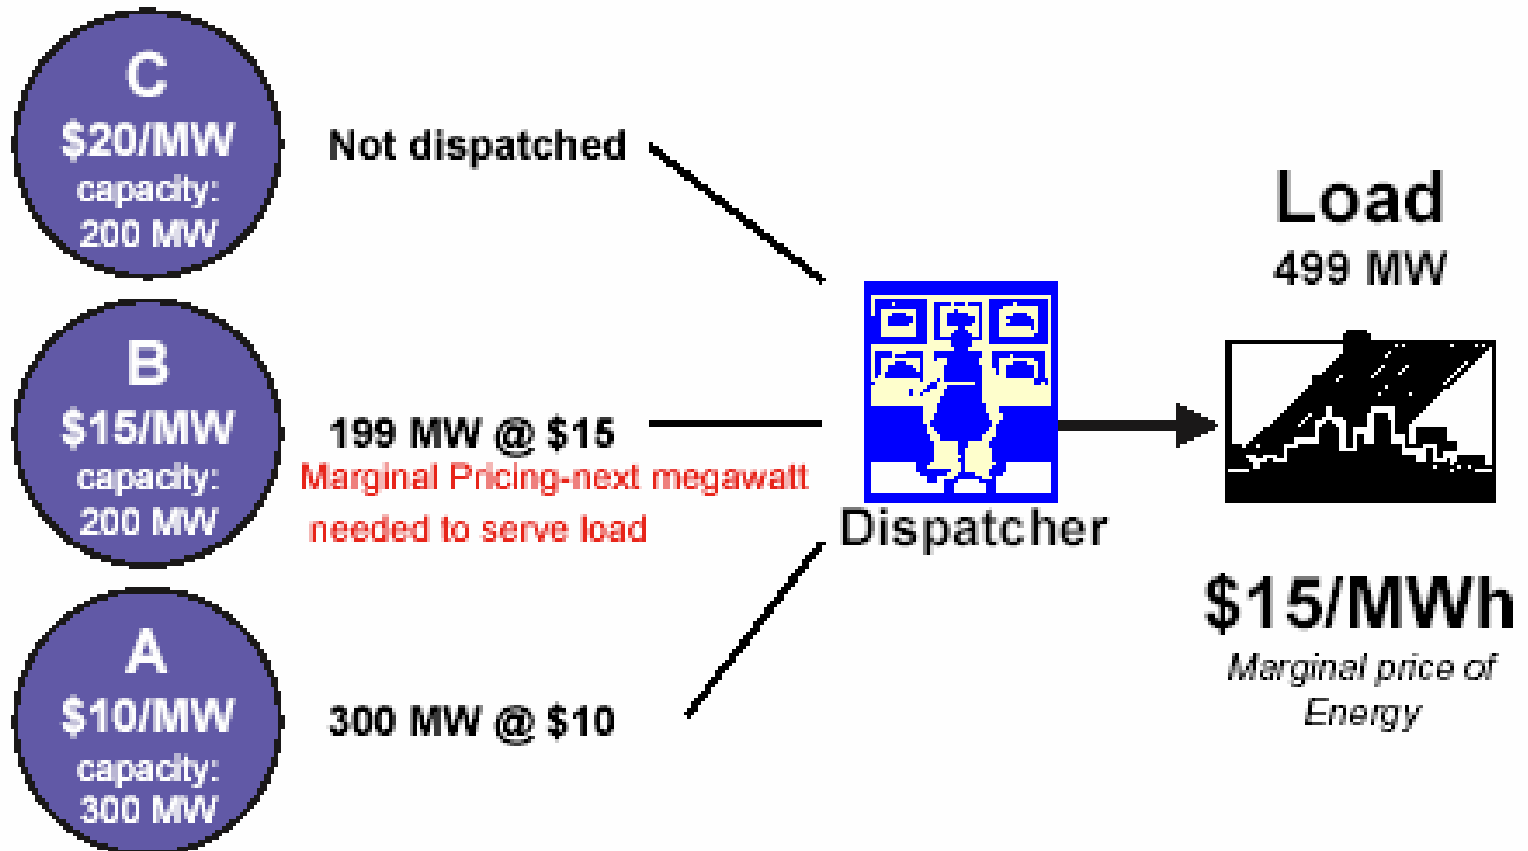 C
$20/MW
capacity:
200 MW
Not dispatched
B
$15/MW
capacity:
200 MW
199 MW @ $15
Marginal Pricing-next megawatt
needed to serve load
A
$10/MW
capacity:
300 MW
300 MW @ $10
Dispatcher
Load
499 MW
$15/MWh
Marginal price of
Energy